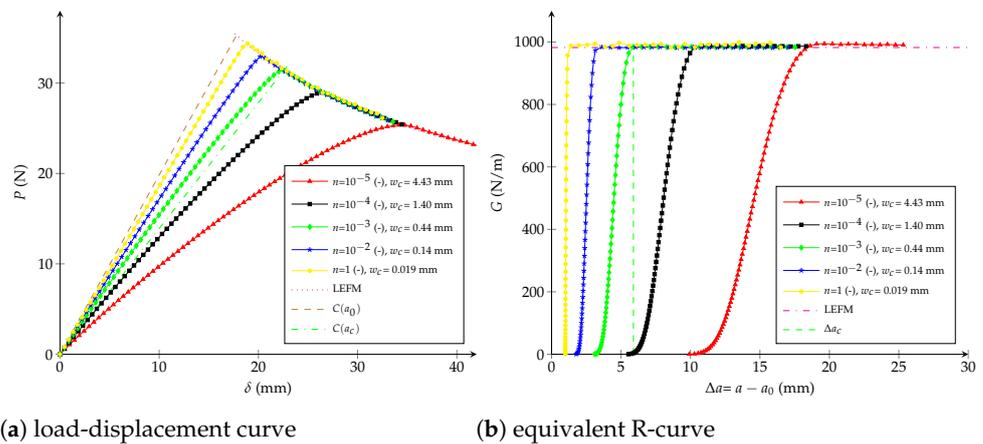 30
20
10
0
P (N)
0 10 20 30 40
δ (mm)
n=10⁻⁵ (-), w_c = 4.43 mm
n=10⁻⁴ (-), w_c = 1.40 mm
n=10⁻³ (-), w_c = 0.44 mm
n=10⁻² (-), w_c = 0.14 mm
n=1 (-), w_c = 0.019 mm
LEFM
C(a₀)
C(a_c)
(a) load-displacement curve
1000
800
600
400
200
0
G (N/m)
0 5 10 15 20 25 30
Δa = a − a₀ (mm)
n=10⁻⁵ (-), w_c = 4.43
n=10⁻⁴ (-), w_c = 1.40
n=10⁻³ (-), w_c = 0.44
n=10⁻² (-), w_c = 0.14
n=1 (-), w_c = 0.019 mm
LEFM
Δa_c
(b) equivalent R-curve